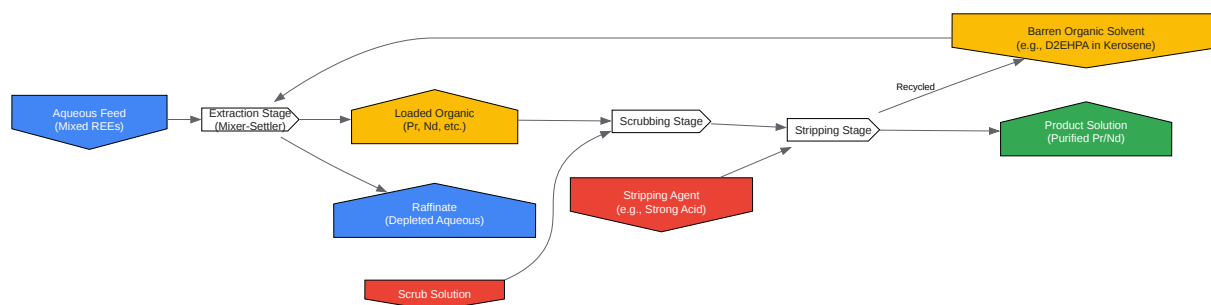 Barren Organic Solvent
(e.g., D2EHPA in Kerosene)
Recycled
Aqueous Feed
(Mixed REEs)
Extraction Stage
(Mixer-Settler)
Loaded Organic
(Pr, Nd, etc.)
Scrubbing Stage
Stripping Stage
Product Solution
(Purified Pr/Nd)
Raffinate
(Depleted Aqueous)
Stripping Agent
(e.g., Strong Acid)
Scrub Solution